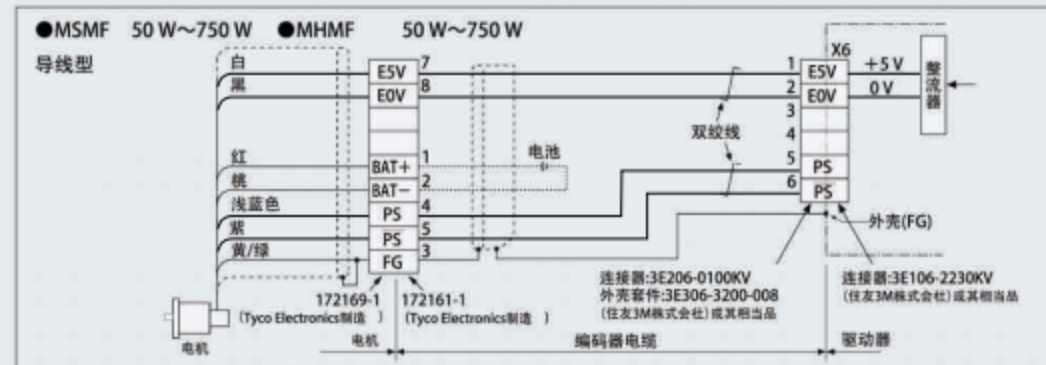 ●MSMF 50 W～750 W ●MHMF 50 W～750 W
导线型
白
黑
红
桃
浅蓝色
紫
黄/绿
E5V 7
E0V 8
BAT+ 1
BAT− 2
PS 4
PS 5
FG 3
电池
双绞线
X6
1 E5V +5 V
2 E0V 0 V
3
4
5 PS
6 PS
整流器
外壳(FG)
172169-1
(Tyco Electronics制造 )
172161-1
(Tyco Electronics制造 )
连接器:3E206-0100KV
外壳套件:3E306-3200-008
(住友3M株式会社)或其相当品
连接器:3E106-2230KV
(住友3M株式会社)或其相当品
电机
电机
编码器电缆
驱动器